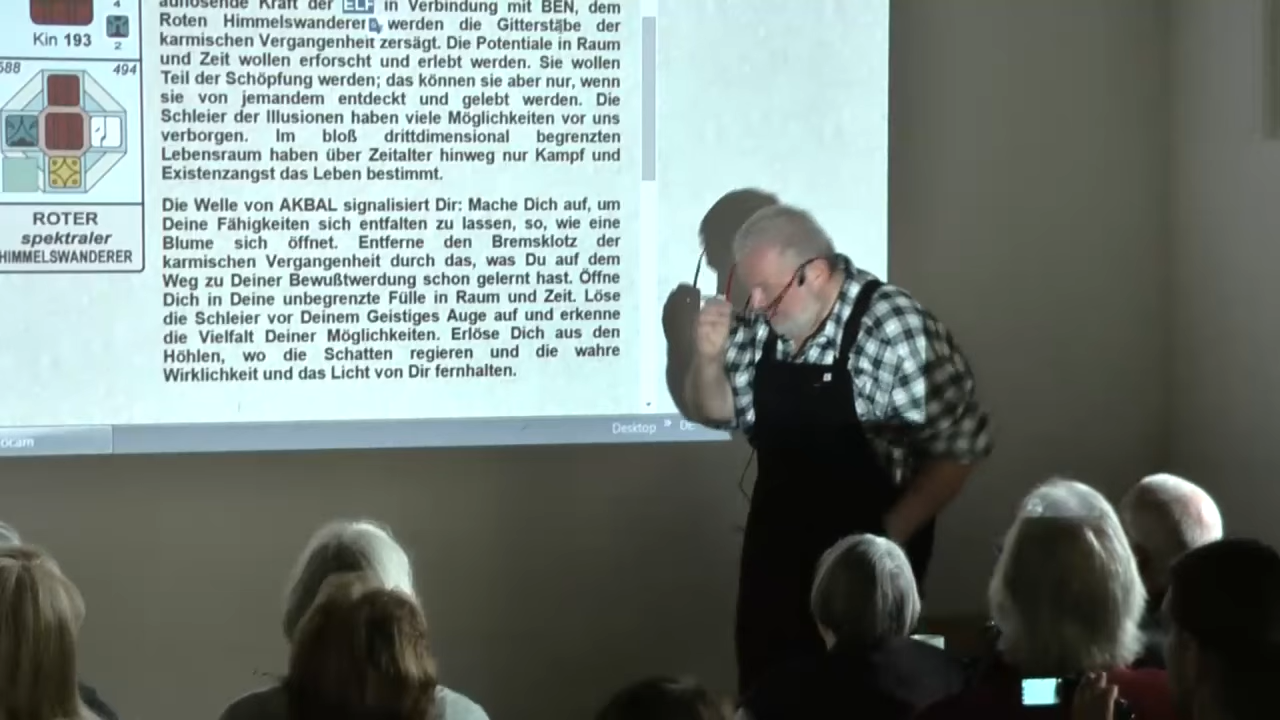 4
2
Kin 193
588
494
ROTER
spektraler
HIMMELSWANDERER
auflösende Kraft der ELF in Verbindung mit BEN, dem
Roten Himmelswanderer, werden die Gitterstäbe der
karmischen Vergangenheit zersägt. Die Potentiale in Raum
und Zeit wollen erforscht und erlebt werden. Sie wollen
Teil der Schöpfung werden; das können sie aber nur, wenn
sie von jemandem entdeckt und gelebt werden. Die
Schleier der Illusionen haben viele Möglichkeiten vor uns
verborgen. Im bloß drittdimensional begrenzten
Lebensraum haben über Zeitalter hinweg nur Kampf und
Existenzangst das Leben bestimmt.
Die Welle von AKBAL signalisiert Dir: Mache Dich auf, um
Deine Fähigkeiten sich entfalten zu lassen, so, wie eine
Blume sich öffnet. Entferne den Bremsklotz der
karmischen Vergangenheit durch das, was Du auf dem
Weg zu Deiner Bewußtwerdung schon gelernt hast. Öffne
Dich in Deine unbegrenzte Fülle in Raum und Zeit. Löse
die Schleier vor Deinem Geistiges Auge auf und erkenne
die Vielfalt Deiner Möglichkeiten. Erlöse Dich aus den
Höhlen, wo die Schatten regieren und die wahre
Wirklichkeit und das Licht von Dir fernhalten.
ocam
Desktop »